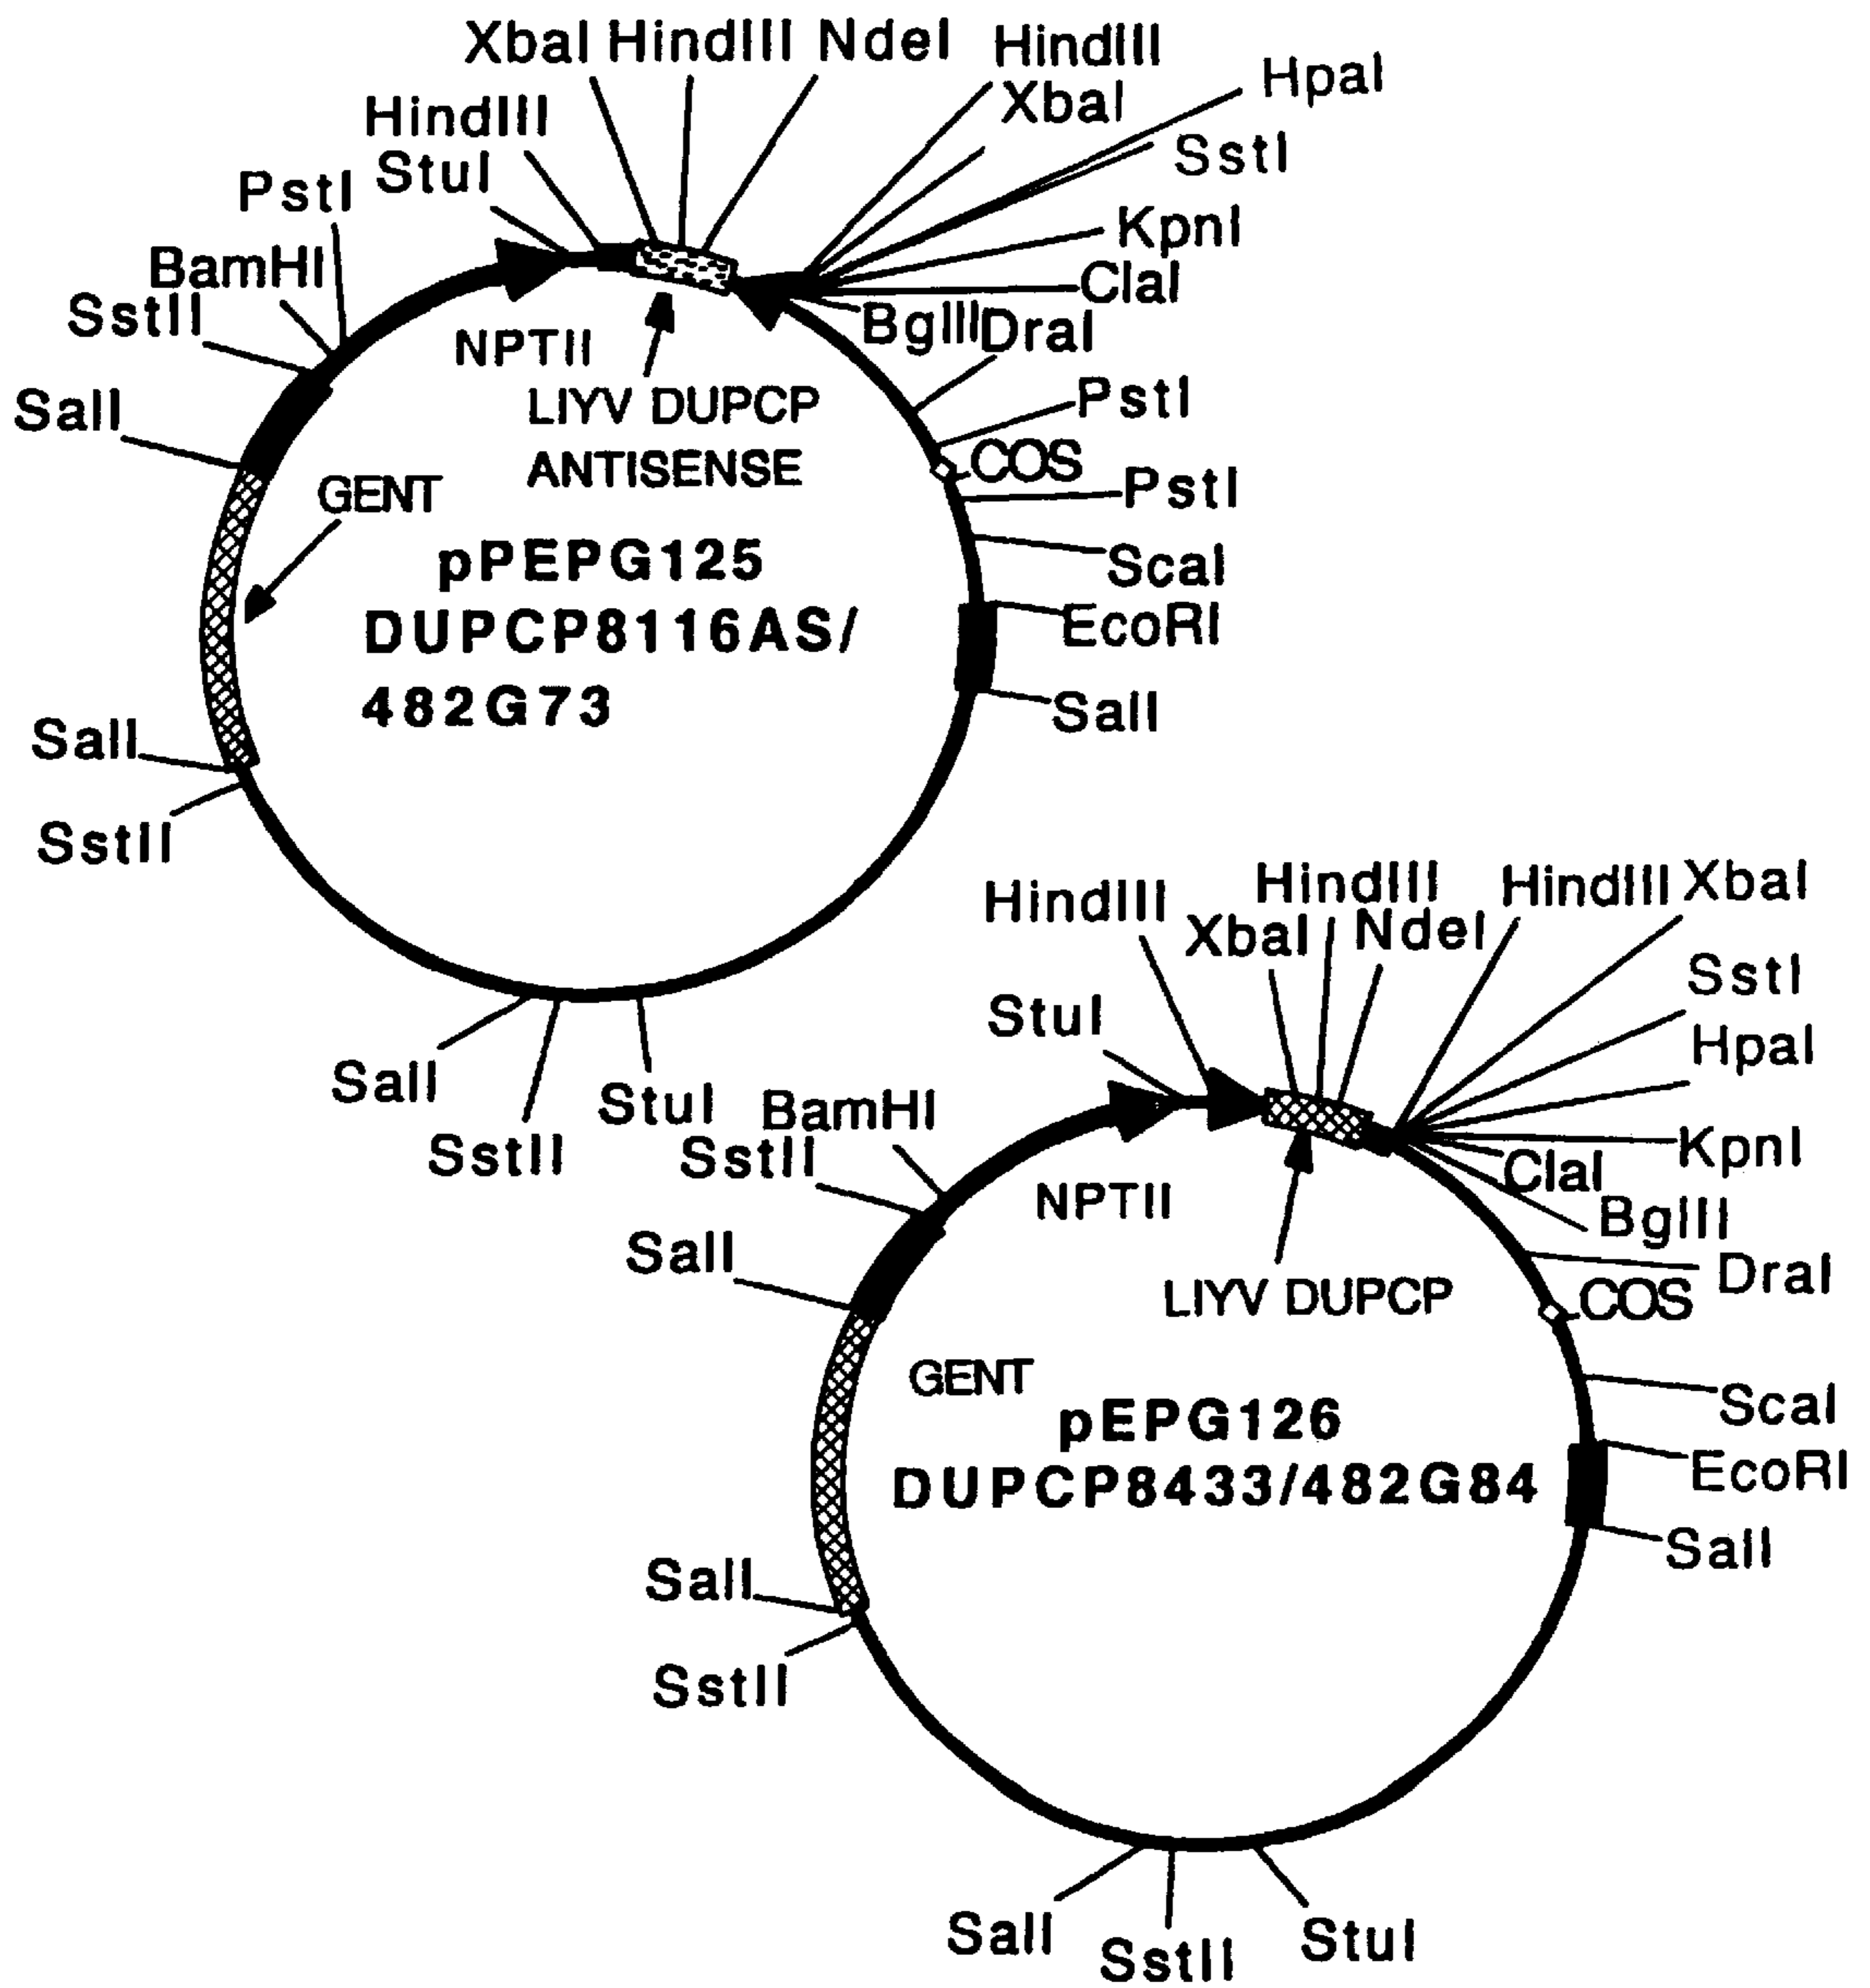 XbaI HindIII NdeI HindIII
XbaI
HpaI
HindIII
SstI
StuI
PstI
KpnI
BamHI
ClaI
SstII
BglII
DraI
NPTII
LIYV DUPCP
ANTISENSE
PstI
SalI
COS
GENT
PstI
pPEPG125
ScaI
DUPCP8116AS/
EcoRI
482G73
SalI
SalI
SstII
SalI
SstII
StuI
HindIII
HindIII
HindIII
XbaI
XbaI
NdeI
SstI
StuI
HpaI
BamHI
SstII
KpnI
ClaI
NPTII
BglII
SalI
DraI
LIYV DUPCP
COS
GENT
pEPG126
ScaI
DUPCP8433/482G84
EcoRI
SalI
SalI
SstII
SalI
SstII
StuI